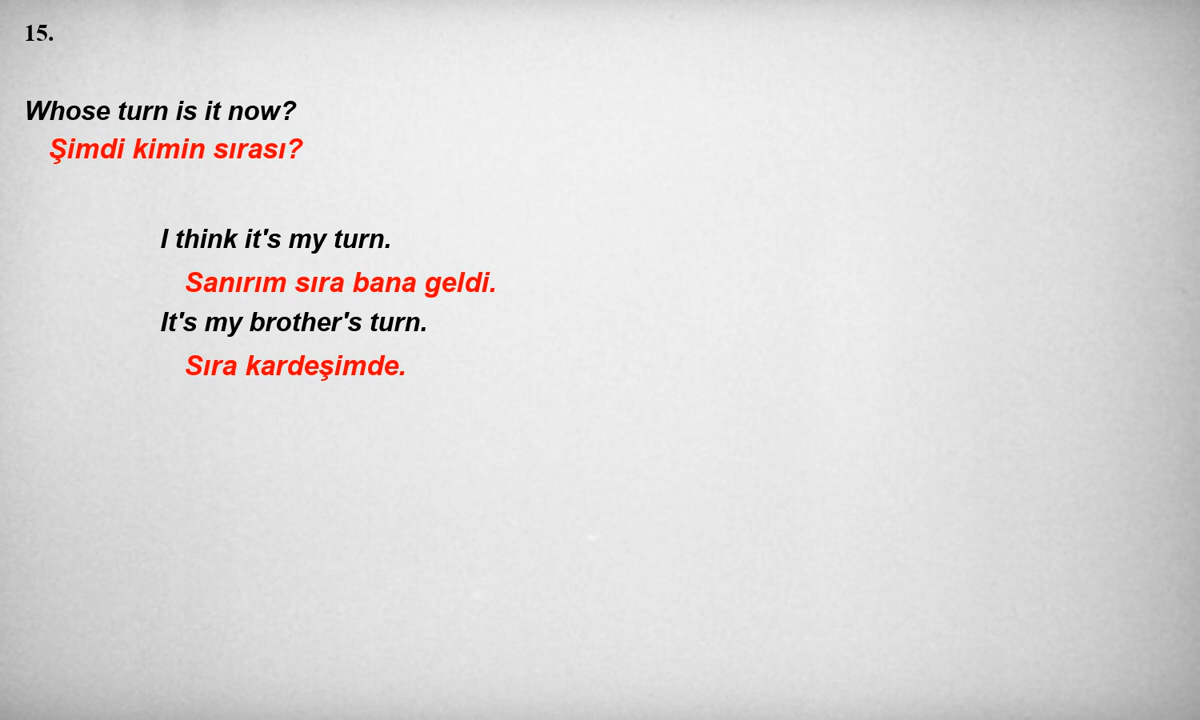 15.
Whose turn is it now?
Şimdi kimin sırası?
I think it's my turn.
Sanırım sıra bana geldi.
It's my brother's turn.
Sıra kardeşimde.